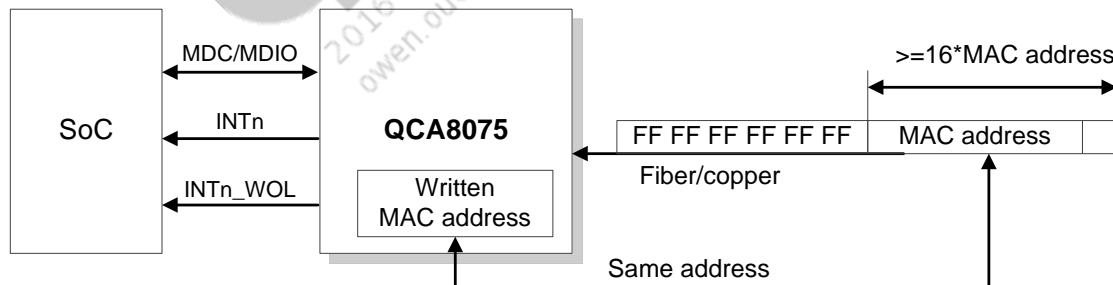 MDC/MDIO
>=16*MAC address
SoC
INTn
QCA8075
FF FF FF FF FF FF
MAC address
Fiber/copper
INTn_WOL
Written
MAC address
Same address
2016